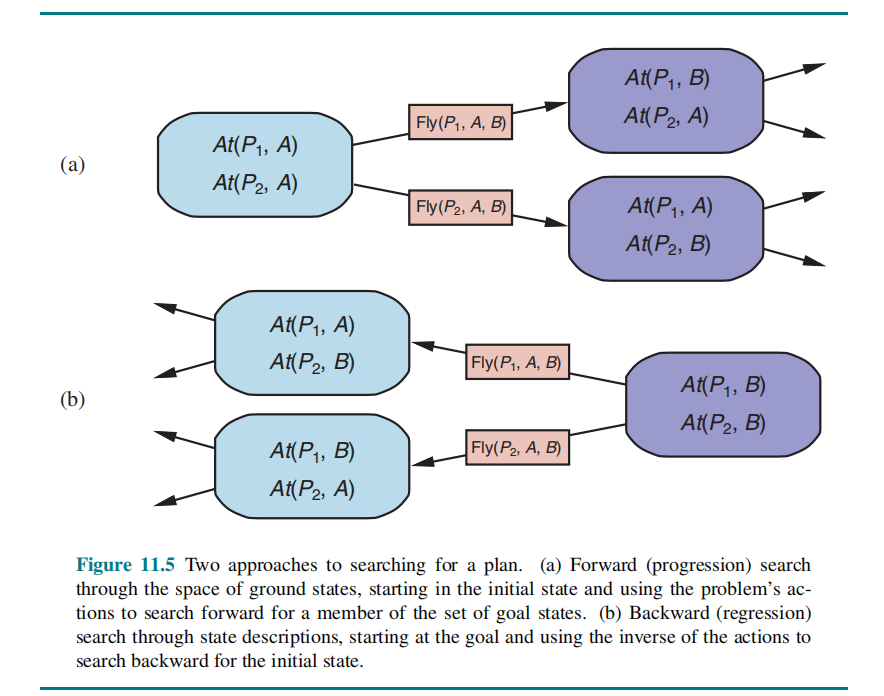 (a)
At(P₁, A)
At(P₂, A)
Fly(P₁, A, B)
Fly(P₂, A, B)
At(P₁, B)
At(P₂, A)
At(P₁, A)
At(P₂, B)
(b)
At(P₁, A)
At(P₂, B)
At(P₁, B)
At(P₂, A)
Fly(P₁, A, B)
Fly(P₂, A, B)
At(P₁, B)
At(P₂, B)
Figure 11.5 Two approaches to searching for a plan. (a) Forward (progression) search
through the space of ground states, starting in the initial state and using the problem’s ac-
tions to search forward for a member of the set of goal states. (b) Backward (regression)
search through state descriptions, starting at the goal and using the inverse of the actions to
search backward for the initial state.